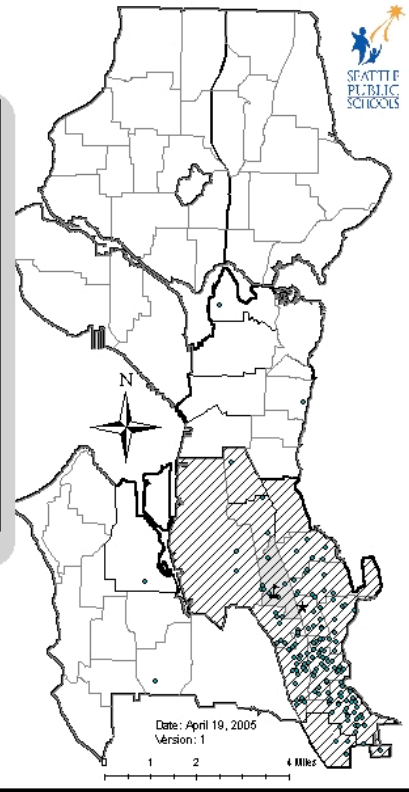 SEATTLE
PUBLIC
SCHOOLS
N
Date: April 19, 2005
Version: 1
0 1 2 4 Miles